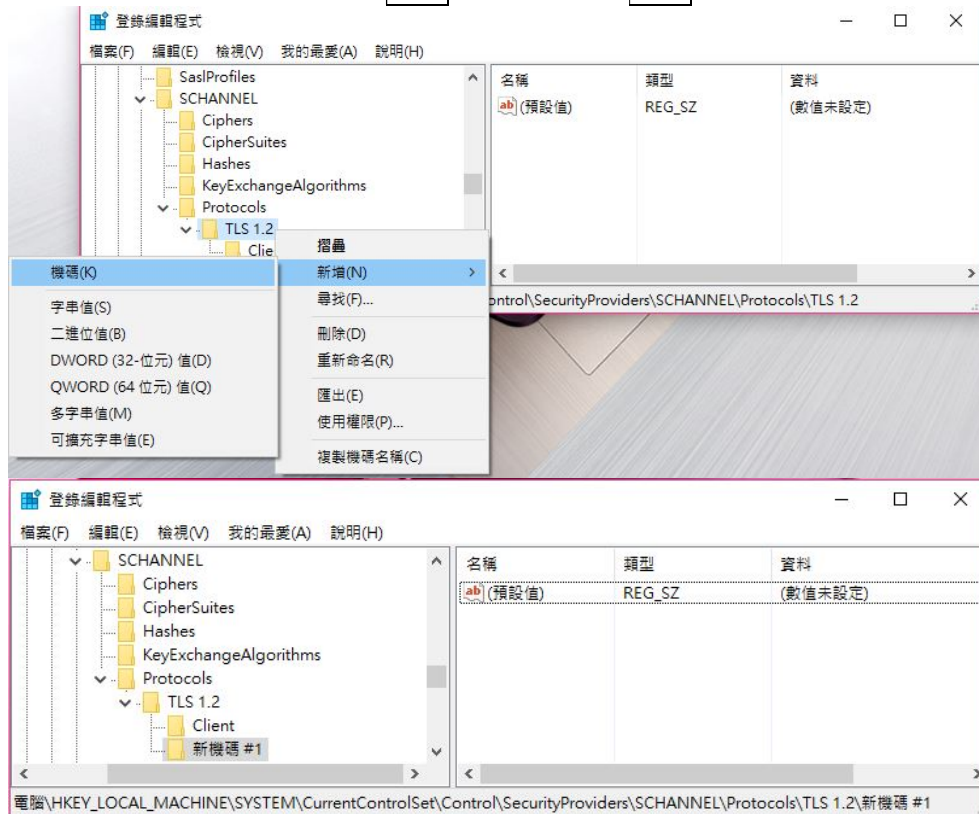 登錄編輯程式
檔案(F) 編輯(E) 檢視(V) 我的最愛(A) 說明(H)
SaslProfiles
SCHANNEL
Ciphers
CipherSuites
Hashes
KeyExchangeAlgorithms
Protocols
TLS 1.2
Clie
名稱 類型 資料
ab (預設值) REG_SZ (數值未設定)
摺疊
新增(N)
尋找(F)...
刪除(D)
重新命名(R)
匯出(E)
使用權限(P)...
複製機碼名稱(C)
機碼(K)
字串值(S)
二進位值(B)
DWORD (32-位元) 值(D)
QWORD (64 位元) 值(Q)
多字串值(M)
可擴充字串值(E)
ontrol\SecurityProviders\SCHANNEL\Protocols\TLS 1.2
登錄編輯程式
檔案(F) 編輯(E) 檢視(V) 我的最愛(A) 說明(H)
SCHANNEL
Ciphers
CipherSuites
Hashes
KeyExchangeAlgorithms
Protocols
TLS 1.2
Client
新機碼 #1
名稱 類型 資料
ab (預設值) REG_SZ (數值未設定)
電腦\HKEY_LOCAL_MACHINE\SYSTEM\CurrentControlSet\Control\SecurityProviders\SCHANNEL\Protocols\TLS 1.2\新機碼 #1